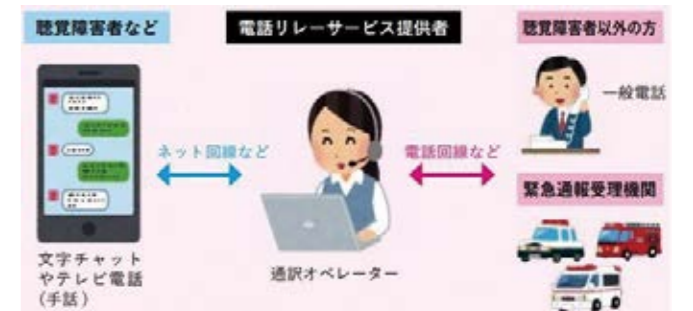 聴覚障害者など
電話リレーサービス提供者
聴覚障害者以外の方
一般電話
ネット回線など
電話回線など
緊急通報受理機関
文字チャット
やテレビ電話
(手話)
通訳オペレーター